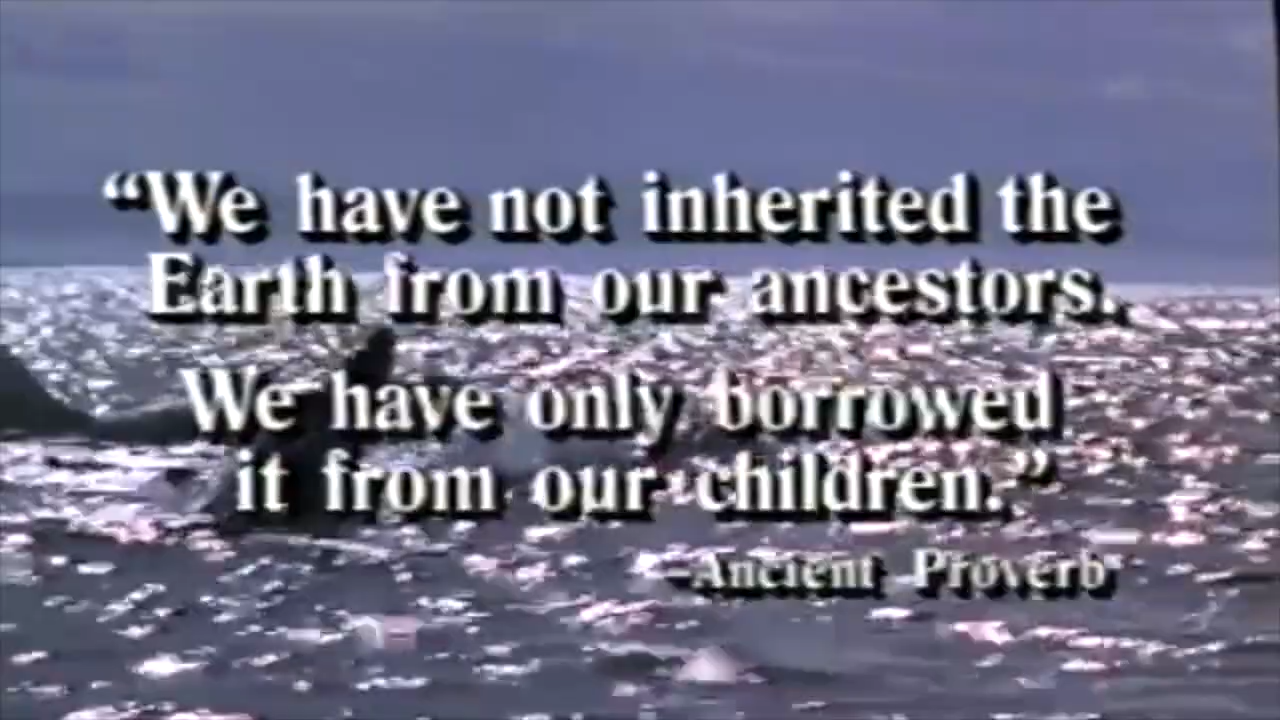 “We have not inherited the
Earth from our ancestors.
We have only borrowed
it from our children.”
-Ancient Proverb